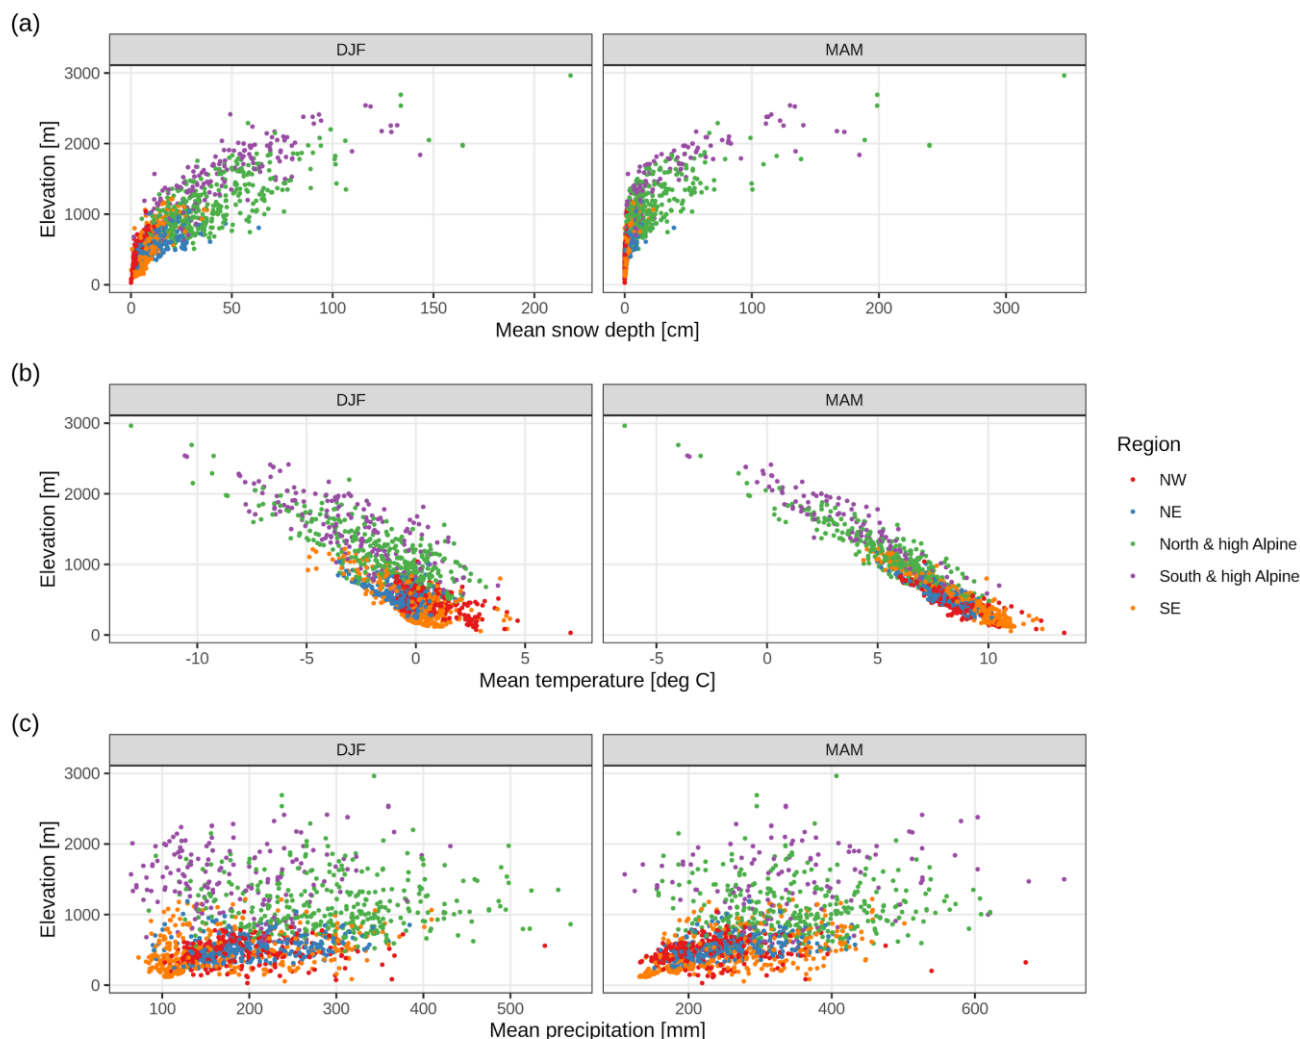 (a)
DJF
MAM
3000
2000
1000
0
Elevation [m]
0 50 100 150 200
0 100 200 300
Mean snow depth [cm]
(b)
DJF
MAM
3000
2000
1000
0
Elevation [m]
-10 -5 0 5
-5 0 5 10
Mean temperature [deg C]
Region
NW
NE
North & high Alpine
South & high Alpine
SE
(c)
DJF
MAM
3000
2000
1000
0
Elevation [m]
100 200 300 400 500
200 400 600
Mean precipitation [mm]